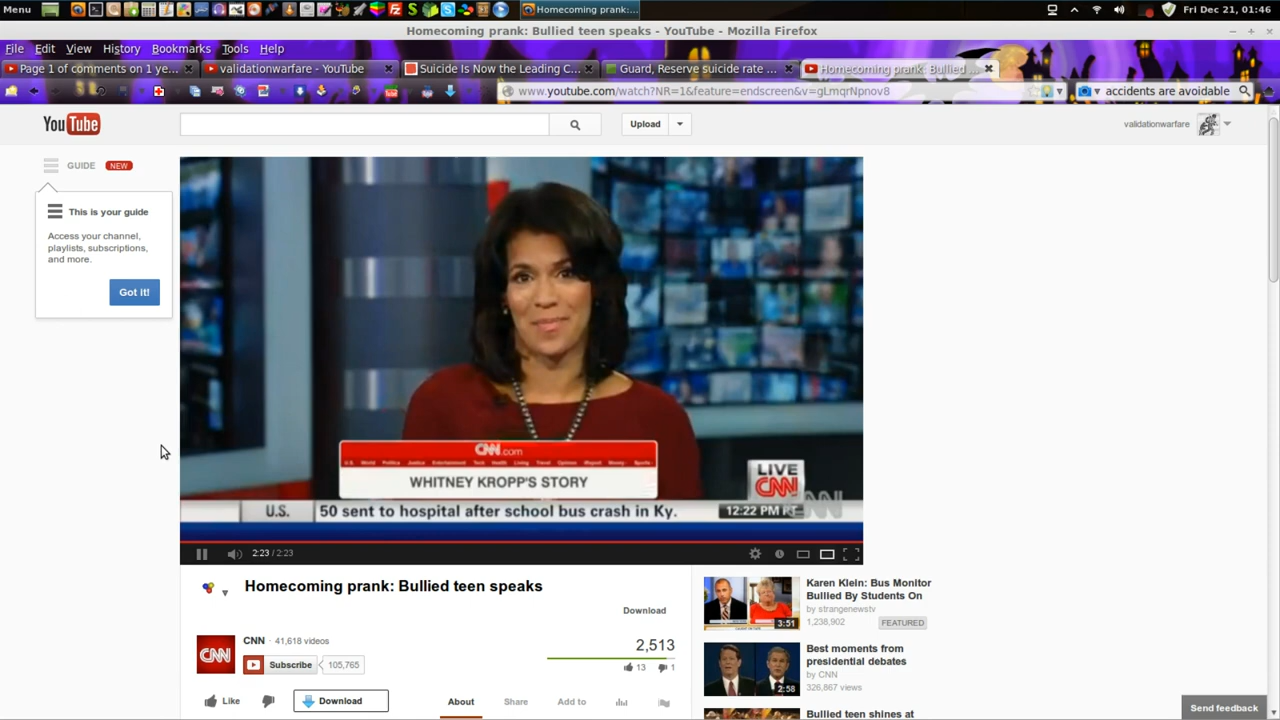 Menu
Homecoming prank:...
Fri Dec 21, 01:46
Homecoming prank: Bullied teen speaks - YouTube - Mozilla Firefox
File Edit View History Bookmarks Tools Help
Page 1 of comments on 1 ye...
validationwarfare - YouTube
Suicide Is Now the Leading C...
Guard, Reserve suicide rate ...
Homecoming prank: Bullied ...
www.youtube.com/watch?NR=1&feature=endscreen&v=gLmqrNpnov8
accidents are avoidable
YouTube
Upload
validationwarfare
GUIDE NEW
This is your guide
Access your channel,
playlists, subscriptions,
and more.
Got it!
CNN.com
WHITNEY KROPP'S STORY
LIVE
CNN
CNN
U.S. 50 sent to hospital after school bus crash in Ky. 12:22 PM PT
2:23 / 2:23
Homecoming prank: Bullied teen speaks
Download
CNN
CNN · 41,618 videos
Subscribe 105,765
2,513
13 1
Like
Download
About Share Add to
3:51
Karen Klein: Bus Monitor
Bullied By Students On
by strangenewstv
1,238,902 FEATURED
2:58
Best moments from
presidential debates
by CNN
326,867 views
Bullied teen shines at
Send feedback